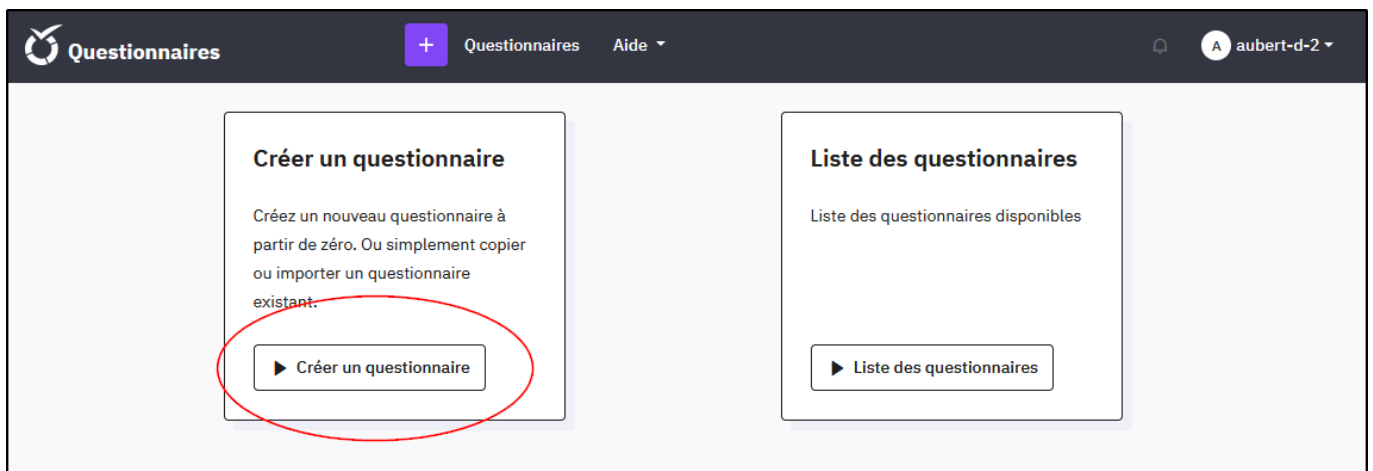 Questionnaires
+ Questionnaires Aide
A aubert-d-2
Créer un questionnaire
Créez un nouveau questionnaire à
partir de zéro. Ou simplement copier
ou importer un questionnaire
existant.
Créer un questionnaire
Liste des questionnaires
Liste des questionnaires disponibles
Liste des questionnaires